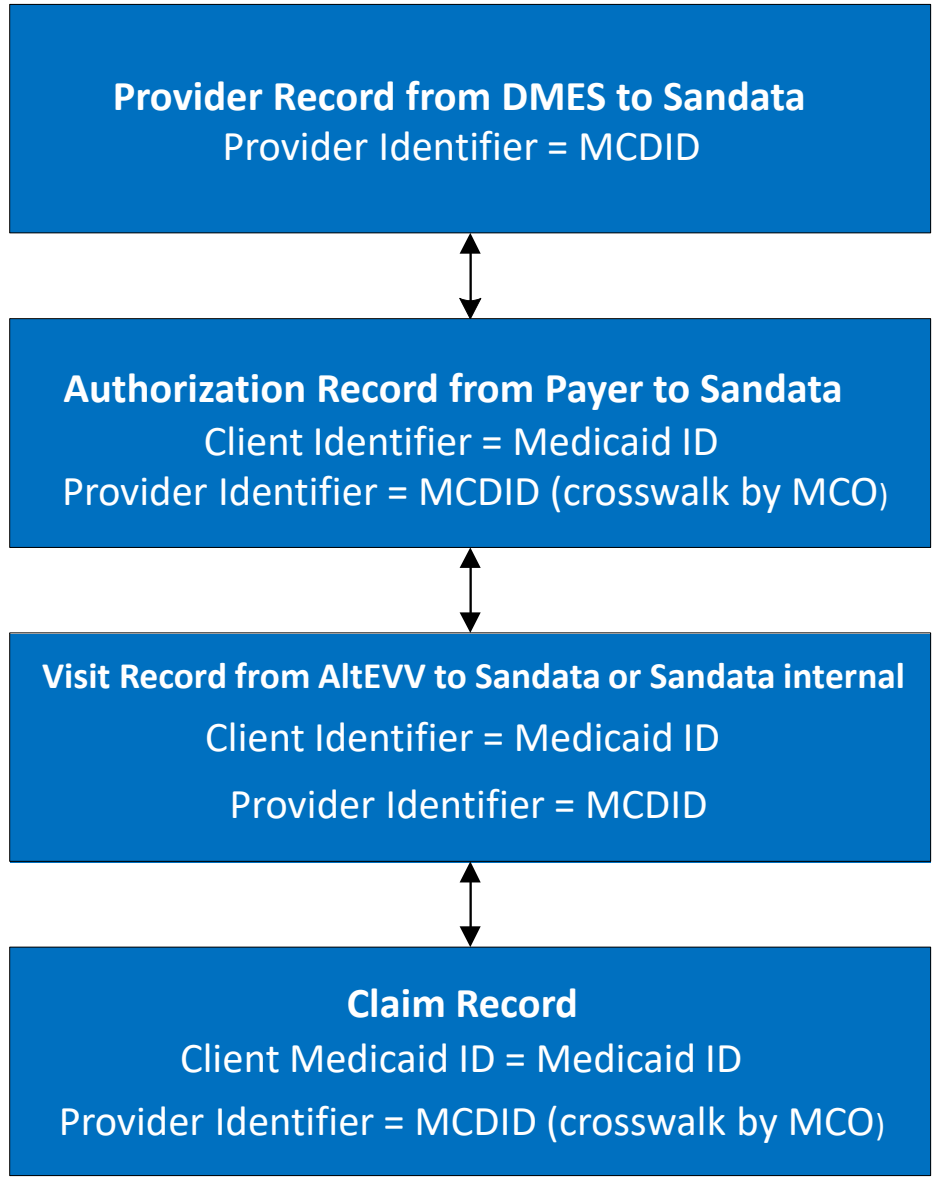 Provider Record from DMES to Sandata
Provider Identifier = MCDID
Authorization Record from Payer to Sandata
Client Identifier = Medicaid ID
Provider Identifier = MCDID (crosswalk by MCO)
Visit Record from AltEVV to Sandata or Sandata internal
Client Identifier = Medicaid ID
Provider Identifier = MCDID
Claim Record
Client Medicaid ID = Medicaid ID
Provider Identifier = MCDID (crosswalk by MCO)